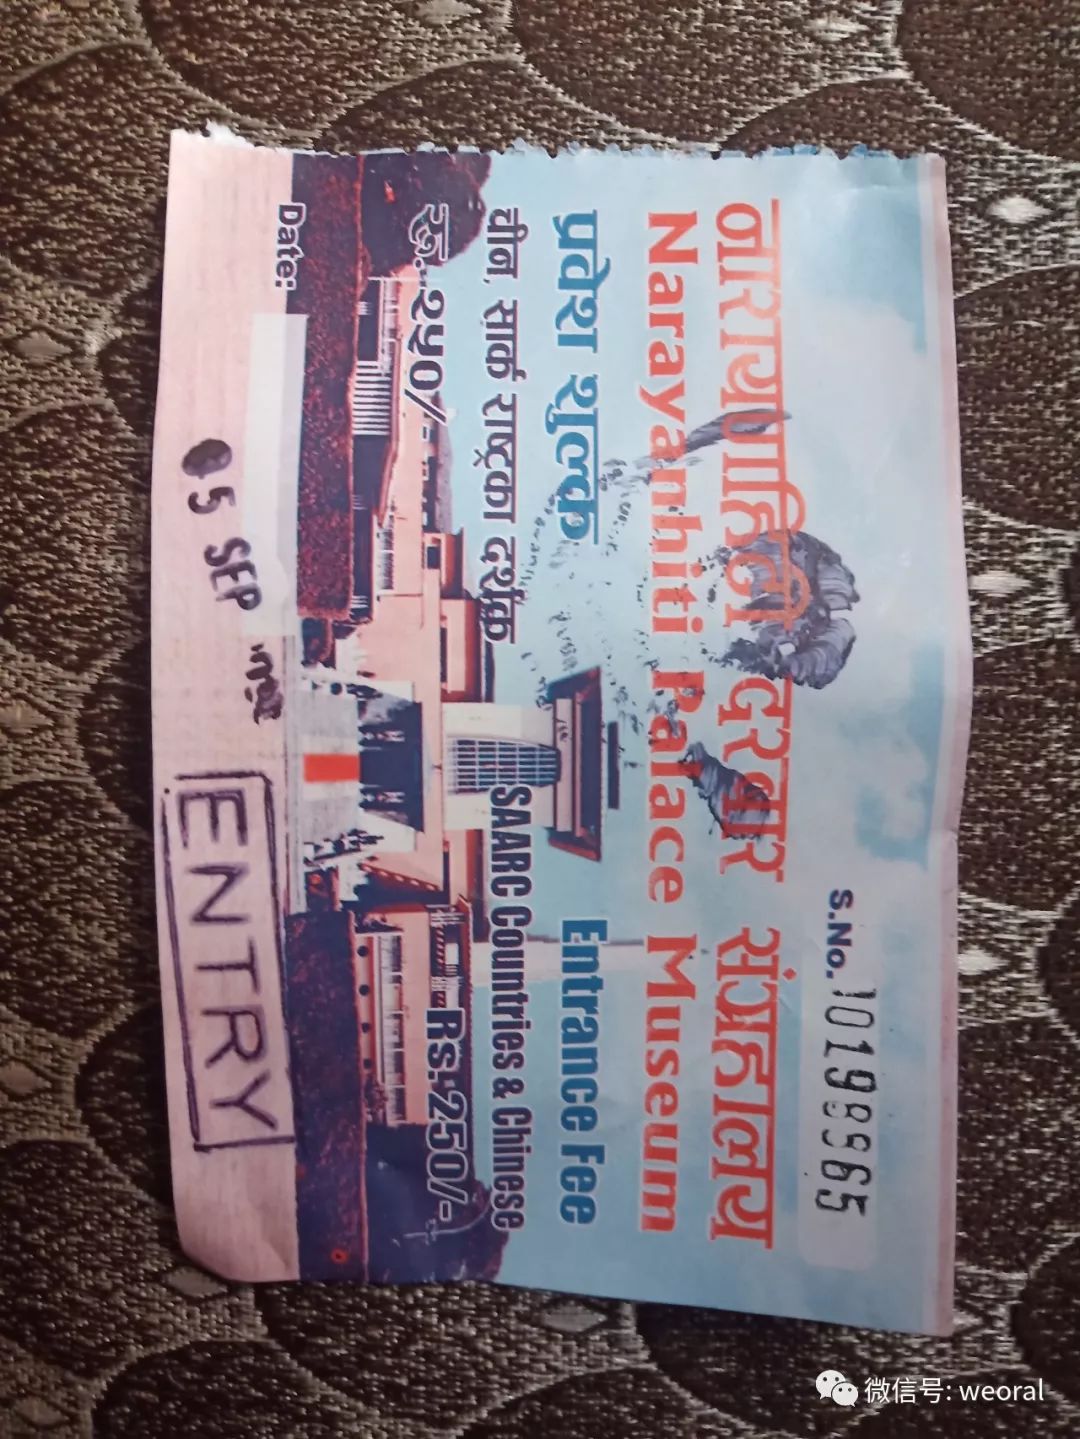 S.No. 1019865
नारायणहिटी दरबार संग्रहालय
Narayanhiti Palace Museum
प्रवेश शुल्क
Entrance Fee
चीन, सार्क राष्ट्रका दर्शक
SAARC Countries & Chinese
रु. २५०/-
Rs. 250/-
Date:
05 SEP
ENTRY
微信号: weoral